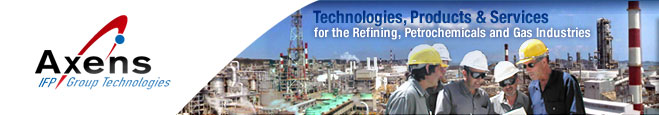 Axens
IFP Group Technologies
Technologies, Products & Services
for the Refining, Petrochemicals and Gas Industries